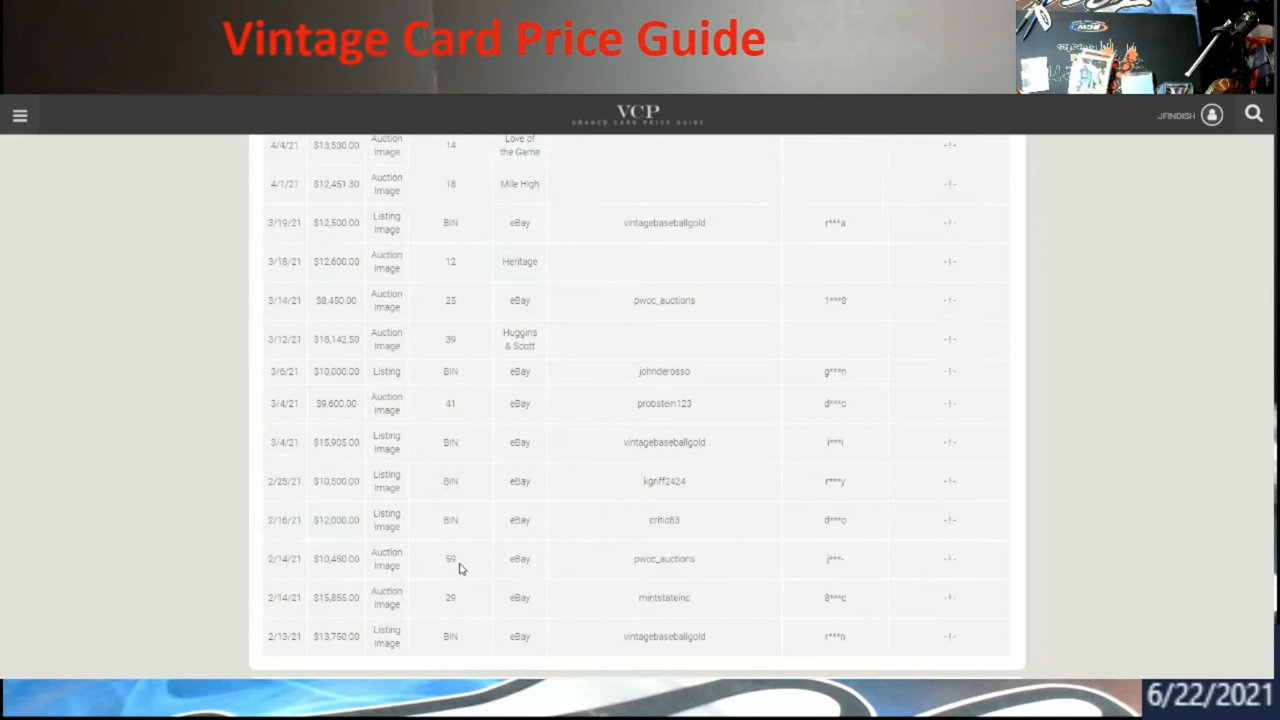 Vintage Card Price Guide
VCP
GRADED CARD PRICE GUIDE
JFINDISH
4/4/21 $13,530.00 Auction Image 14 Love of the Game -!-
4/1/21 $12,451.30 Auction Image 18 Mile High -!-
3/19/21 $12,500.00 Listing Image BIN eBay vintagebaseballgold r***a -!-
3/18/21 $12,600.00 Auction Image 12 Heritage -!-
3/14/21 $8,450.00 Auction Image 25 eBay pwcc_auctions 1***8 -!-
3/12/21 $18,142.50 Auction Image 39 Huggins & Scott -!-
3/6/21 $10,000.00 Listing BIN eBay johnderosso g***n -!-
3/4/21 $9,600.00 Auction Image 41 eBay probstein123 d***o -!-
3/4/21 $15,905.00 Listing Image BIN eBay vintagebaseballgold i***i -!-
2/25/21 $10,500.00 Listing Image BIN eBay kgriff2424 r***y -!-
2/16/21 $12,000.00 Listing Image BIN eBay critic83 d***o -!-
2/14/21 $10,450.00 Auction Image 59 eBay pwcc_auctions j***- -!-
2/14/21 $15,855.00 Auction Image 29 eBay mintstateinc 8***c -!-
2/13/21 $13,750.00 Listing Image BIN eBay vintagebaseballgold r***n -!-
6/22/2021